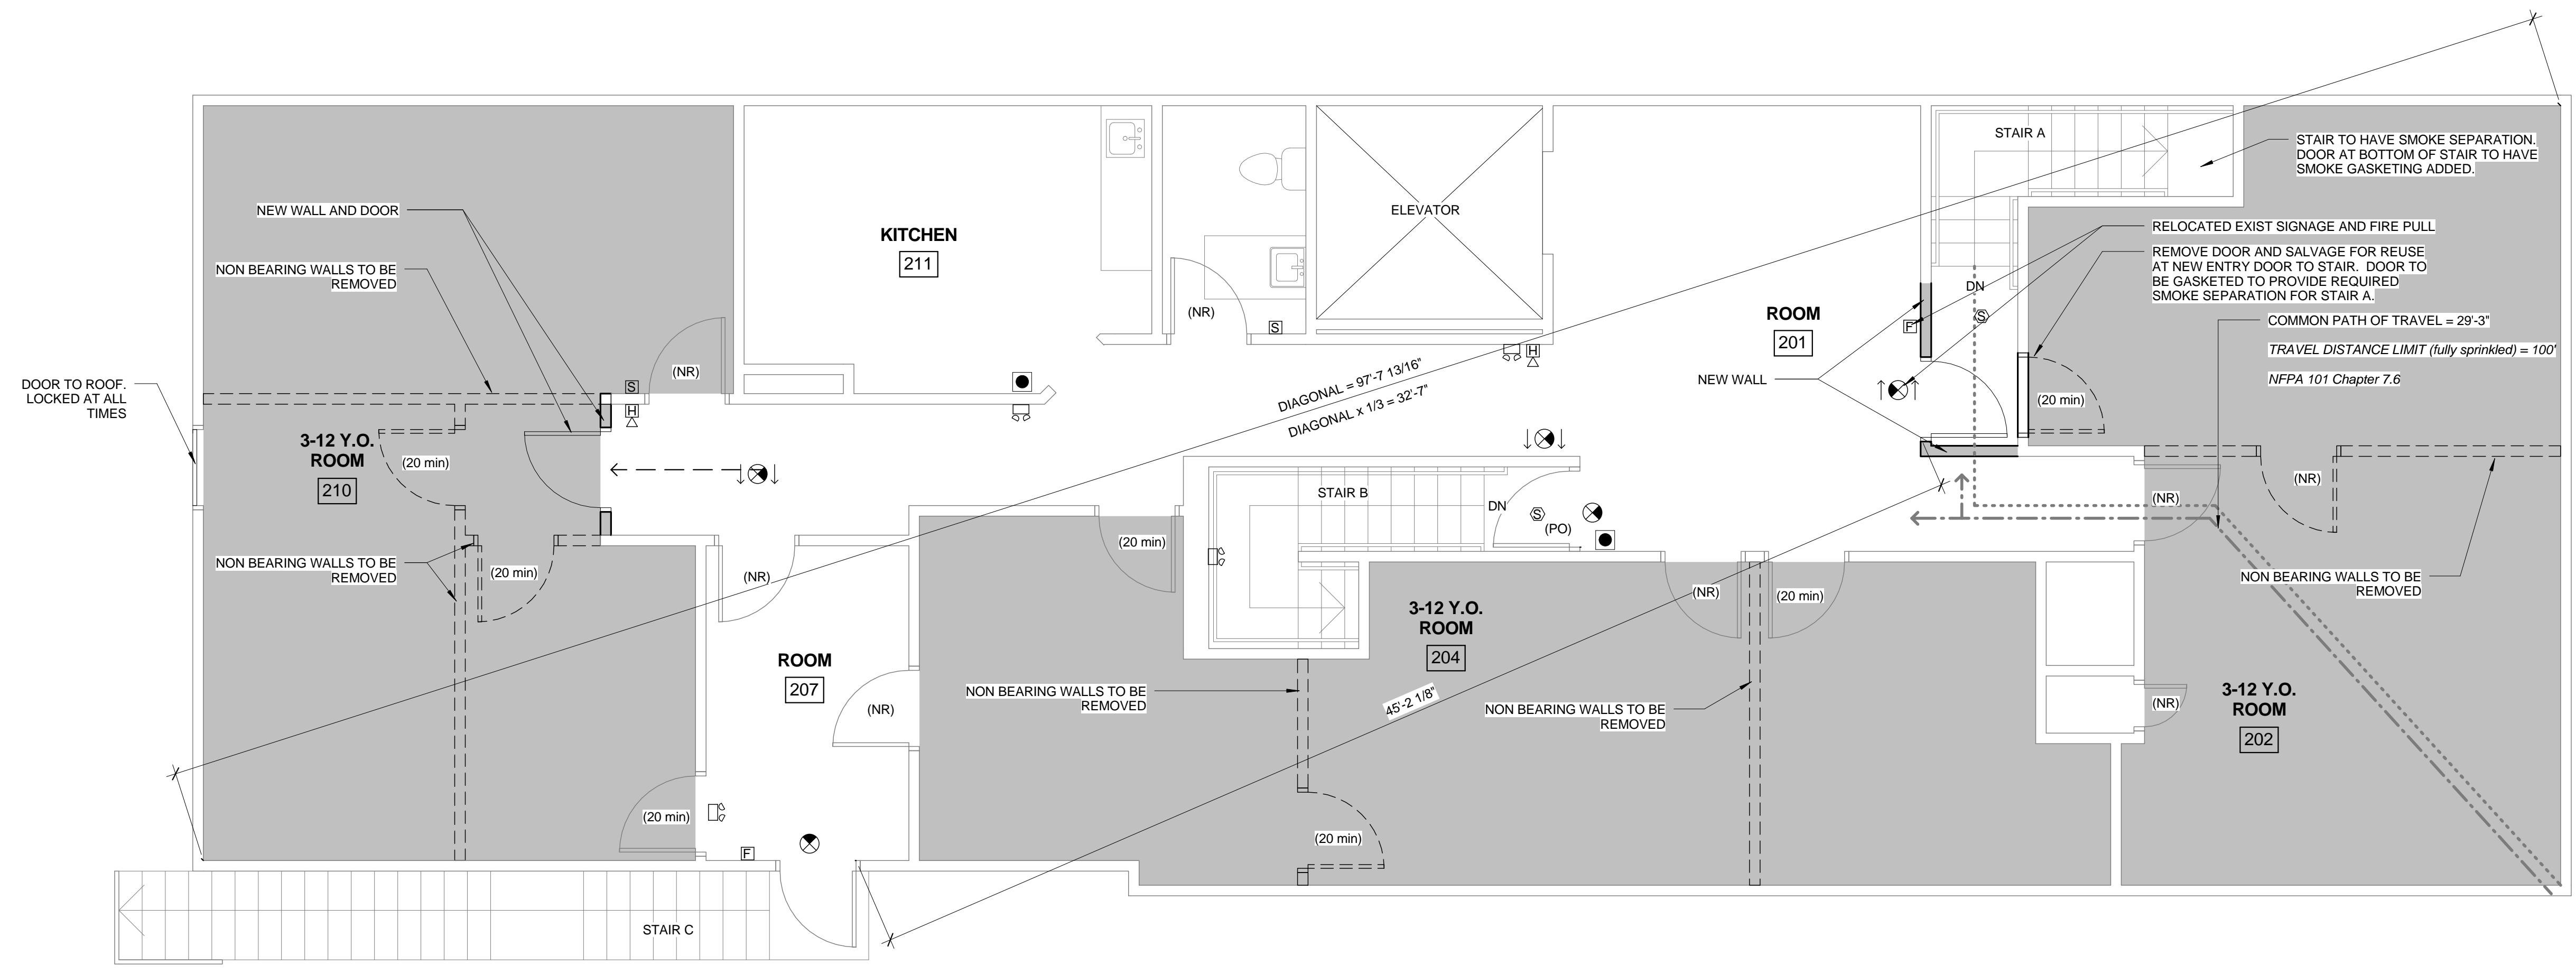 STAIR A
STAIR TO HAVE SMOKE SEPARATION.
DOOR AT BOTTOM OF STAIR TO HAVE
SMOKE GASKETING ADDED.
NEW WALL AND DOOR
ELEVATOR
KITCHEN
211
RELOCATED EXIST SIGNAGE AND FIRE PULL
REMOVE DOOR AND SALVAGE FOR REUSE
AT NEW ENTRY DOOR TO STAIR.  DOOR TO
BE GASKETED TO PROVIDE REQUIRED
SMOKE SEPARATION FOR STAIR A.
NON BEARING WALLS TO BE
REMOVED
DN
(NR)
S
F
S
ROOM
201
COMMON PATH OF TRAVEL = 29'-3"
TRAVEL DISTANCE LIMIT (fully sprinkled) = 100'
NFPA 101 Chapter 7.6
H
(NR)
NEW WALL
DIAGONAL = 97'-7 13/16"
DIAGONAL x 1/3 = 32'-7"
DOOR TO ROOF.
LOCKED AT ALL
TIMES
S
H
(20 min)
3-12 Y.O.
ROOM
210
(20 min)
STAIR B
DN
S
(PO)
(NR)
(NR)
NON BEARING WALLS TO BE
REMOVED
(20 min)
(NR)
(20 min)
NON BEARING WALLS TO BE
REMOVED
3-12 Y.O.
ROOM
204
(NR)
(20 min)
ROOM
207
NON BEARING WALLS TO BE
REMOVED
45'-2 1/8"
NON BEARING WALLS TO BE
REMOVED
(NR)
(NR)
3-12 Y.O.
ROOM
202
(20 min)
F
(20 min)
STAIR C